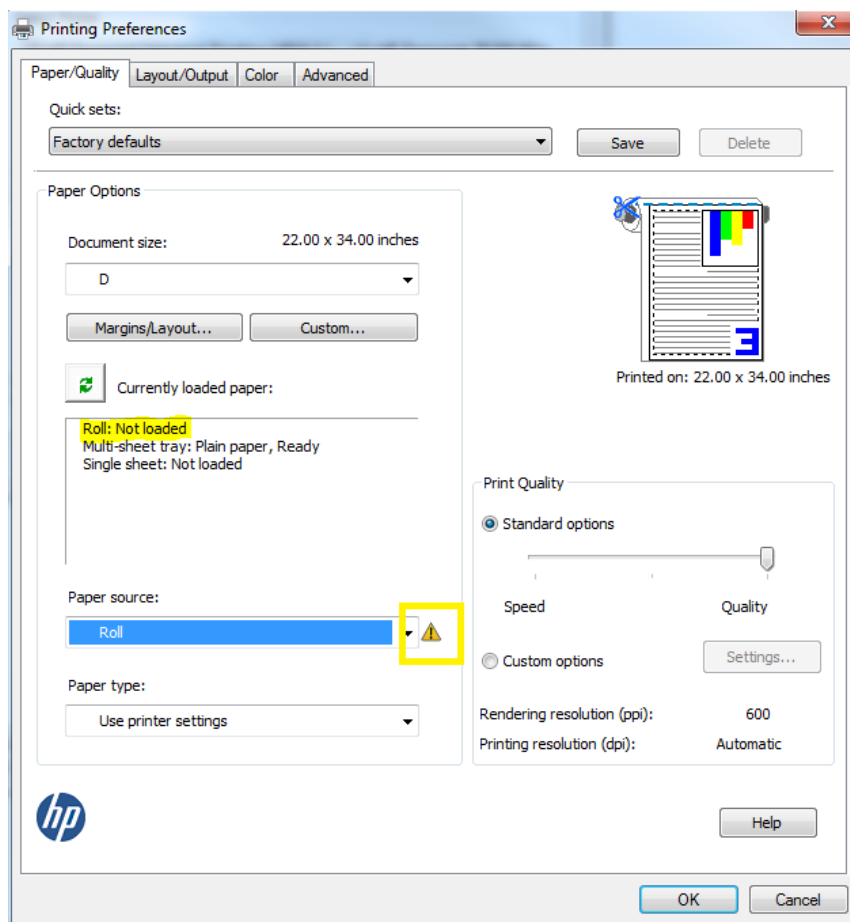 Printing Preferences
X
Paper/Quality Layout/Output Color Advanced
Quick sets:
Factory defaults
Save Delete
Paper Options
Document size: 22.00 x 34.00 inches
D
Margins/Layout... Custom...
Currently loaded paper:
Roll: Not loaded
Multi-sheet tray: Plain paper, Ready
Single sheet: Not loaded
Paper source:
Roll
Paper type:
Use printer settings
3
Printed on: 22.00 x 34.00 inches
Print Quality
Standard options
Speed Quality
Custom options Settings...
Rendering resolution (ppi): 600
Printing resolution (dpi): Automatic
hp
Help
OK Cancel